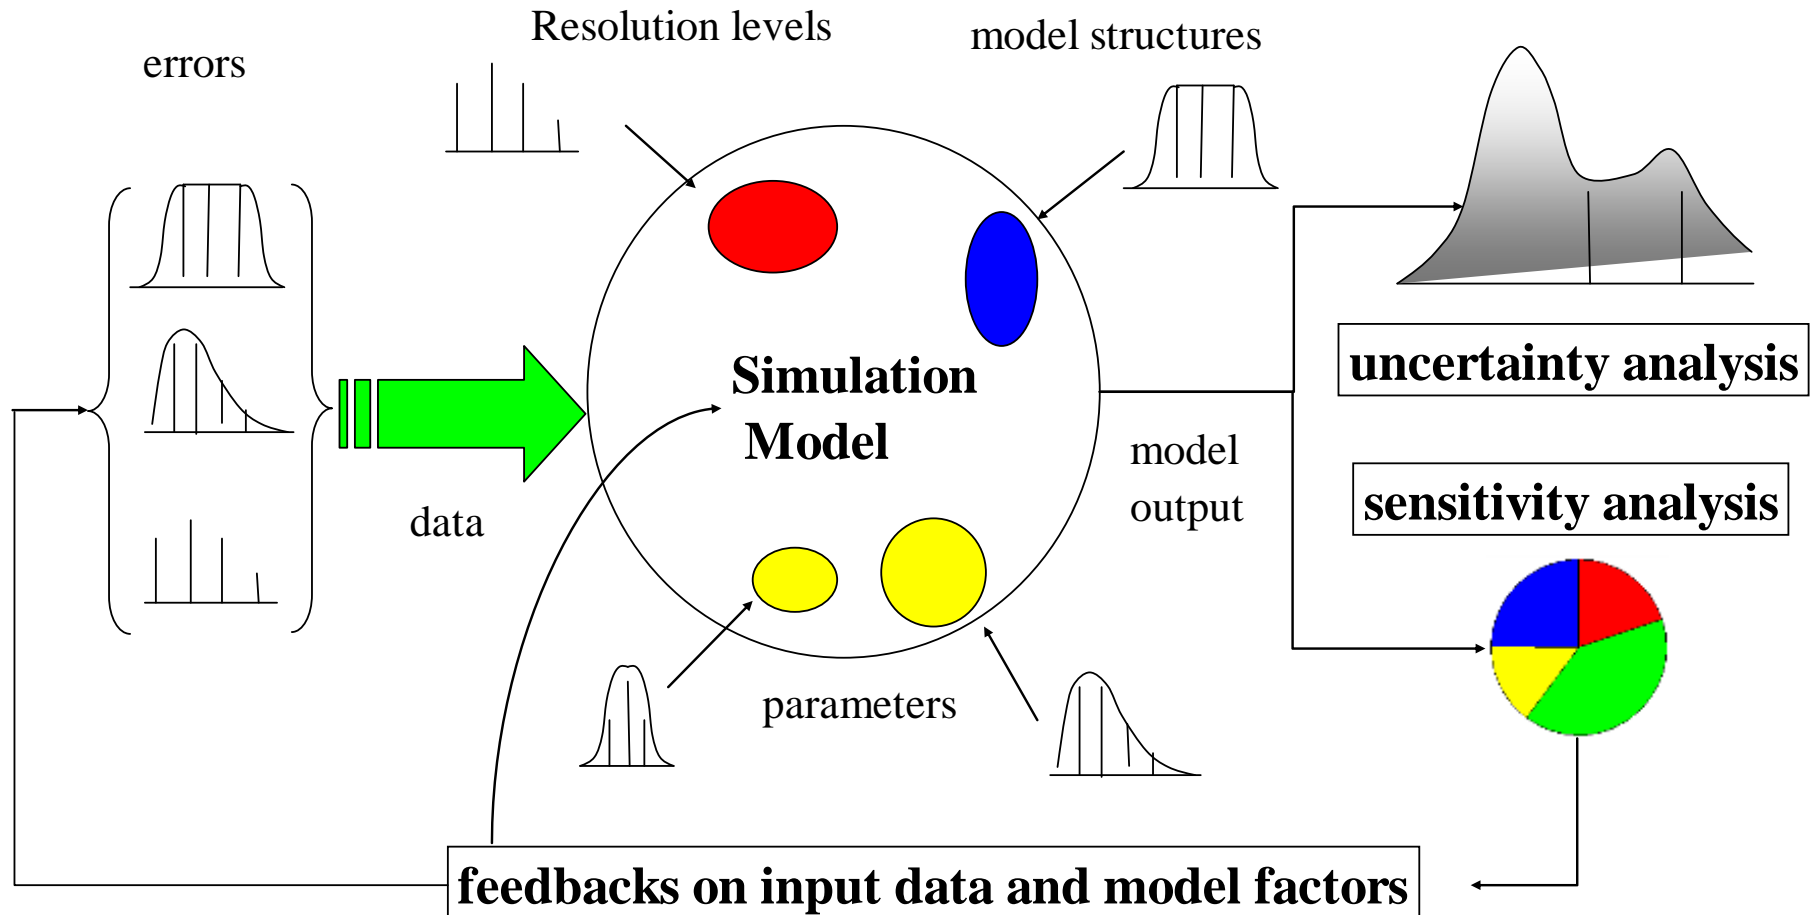 Resolution levels
model structures
errors
Simulation
Model
uncertainty analysis
model
output
sensitivity analysis
data
parameters
feedbacks on input data and model factors